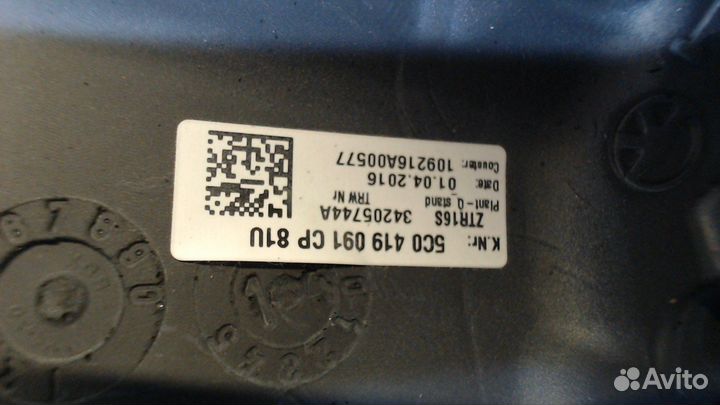 K.Nr: 5C0 419 091 CP 81U
ZTR16S 34205744A
Plant-Q_stand TRW Nr
Date: 01.04.2016
Counter: 109216A00577
Avito